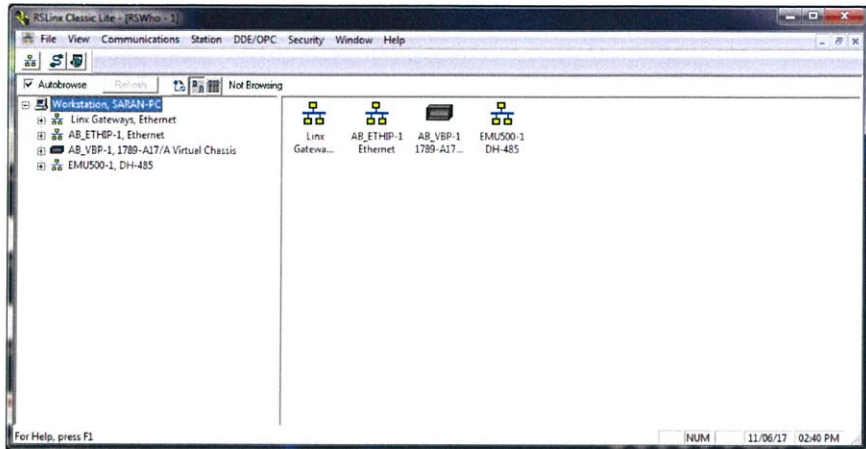 RSLinx Classic Lite - [RSWho - 1]
File View Communications Station DDE/OPC Security Window Help
Autobrowse Refresh Not Browsing
Workstation, SARAN-PC
Linx Gateways, Ethernet
AB_ETHIP-1, Ethernet
AB_VBP-1, 1789-A17/A Virtual Chassis
EMU500-1, DH-485
Linx Gatewa...
AB_ETHIP-1 Ethernet
AB_VBP-1 1789-A17...
EMU500-1 DH-485
For Help, press F1
NUM 11/06/17 02:40 PM